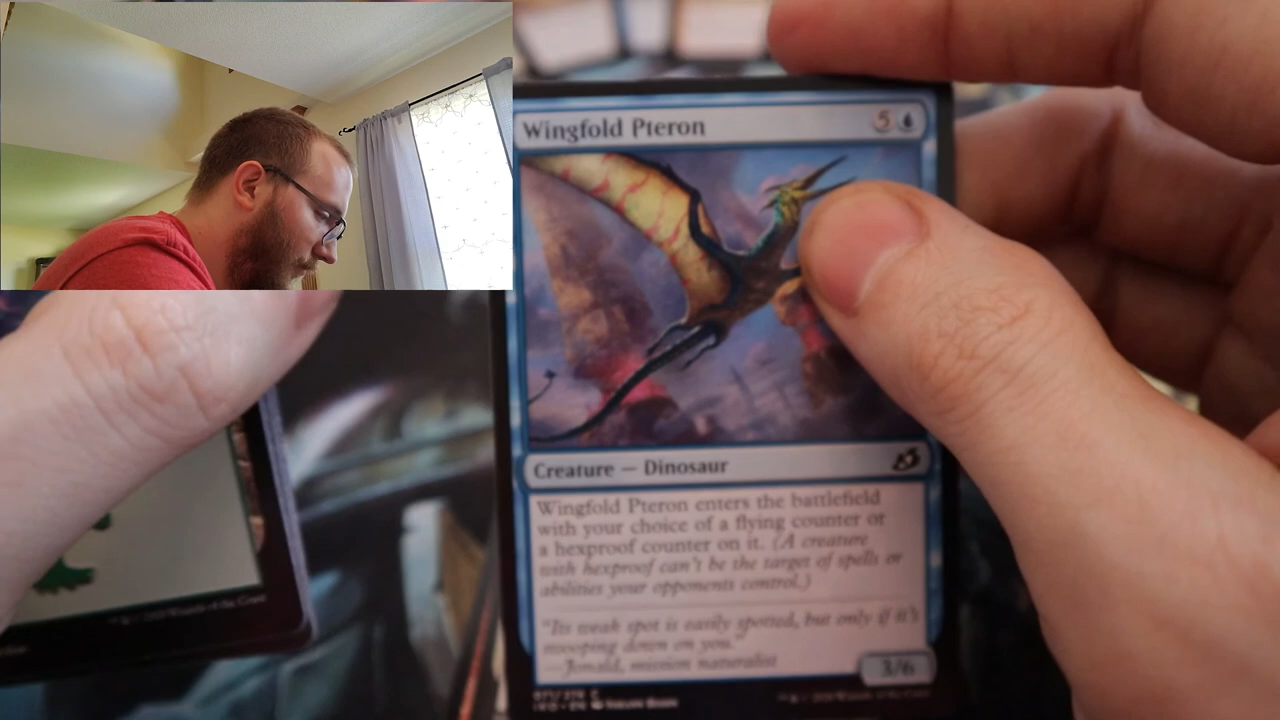 Wingfold Pteron 5
Creature — Dinosaur
Wingfold Pteron enters the battlefield
with your choice of a flying counter or
a hexproof counter on it. (A creature
with hexproof can't be the target of spells or
abilities your opponents control.)
"Its weak spot is easily spotted, but only if it's
swooping down on you."
—Jonald, mission naturalist
3/6